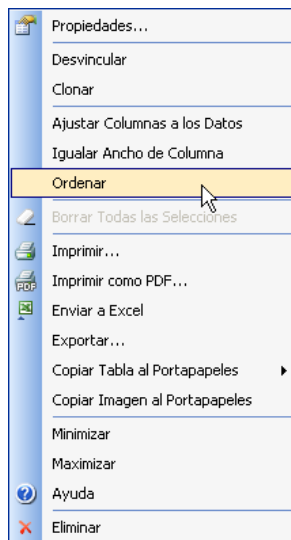 Propiedades...
Desvincular
Clonar
Ajustar Columnas a los Datos
Igualar Ancho de Columna
Ordenar
Borrar Todas las Selecciones
Imprimir...
PDF
Imprimir como PDF...
Enviar a Excel
Exportar...
Copiar Tabla al Portapapeles
Copiar Imagen al Portapapeles
Minimizar
Maximizar
Ayuda
Eliminar